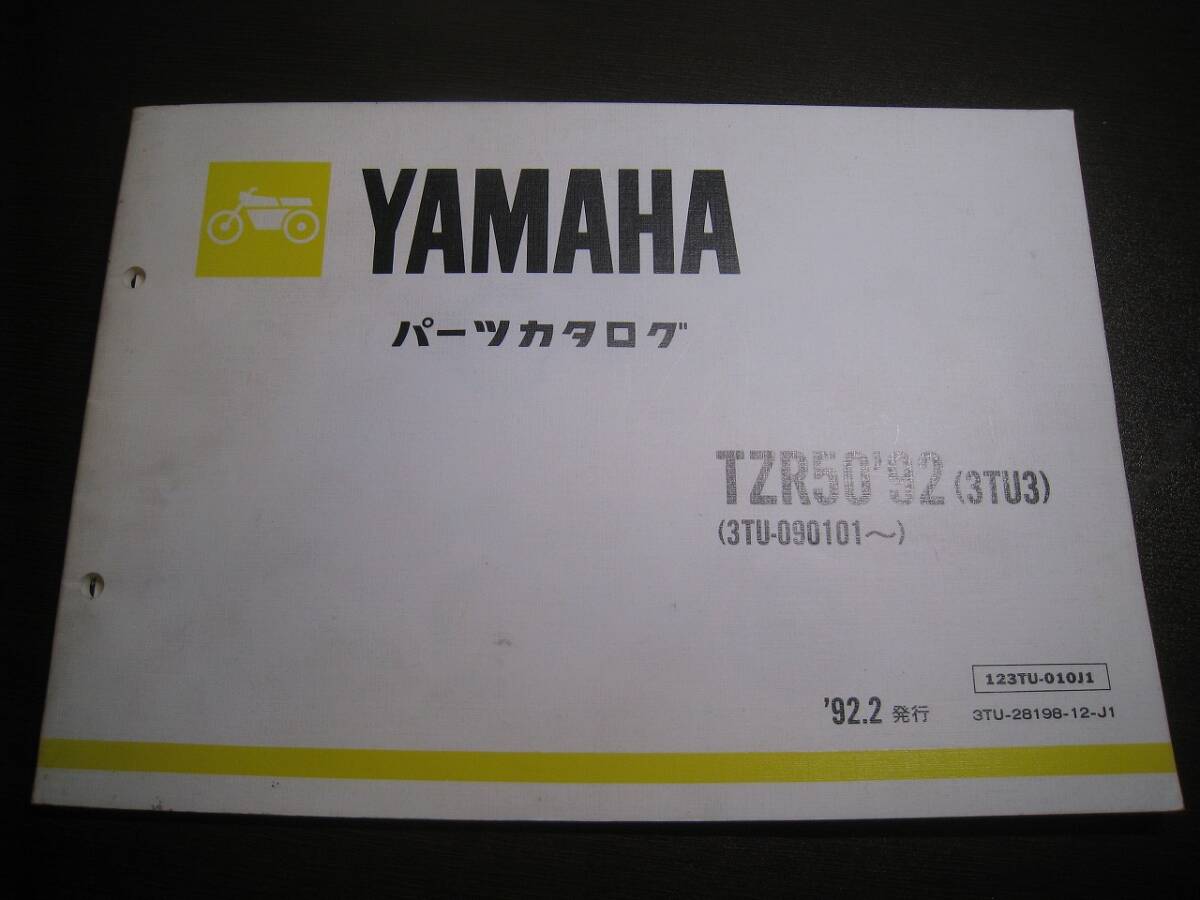 YAMAHA
パーツカタログ
TZR50'92 (3TU3)
(3TU-090101〜)
123TU-010J1
'92.2 発行
3TU-28198-12-J1